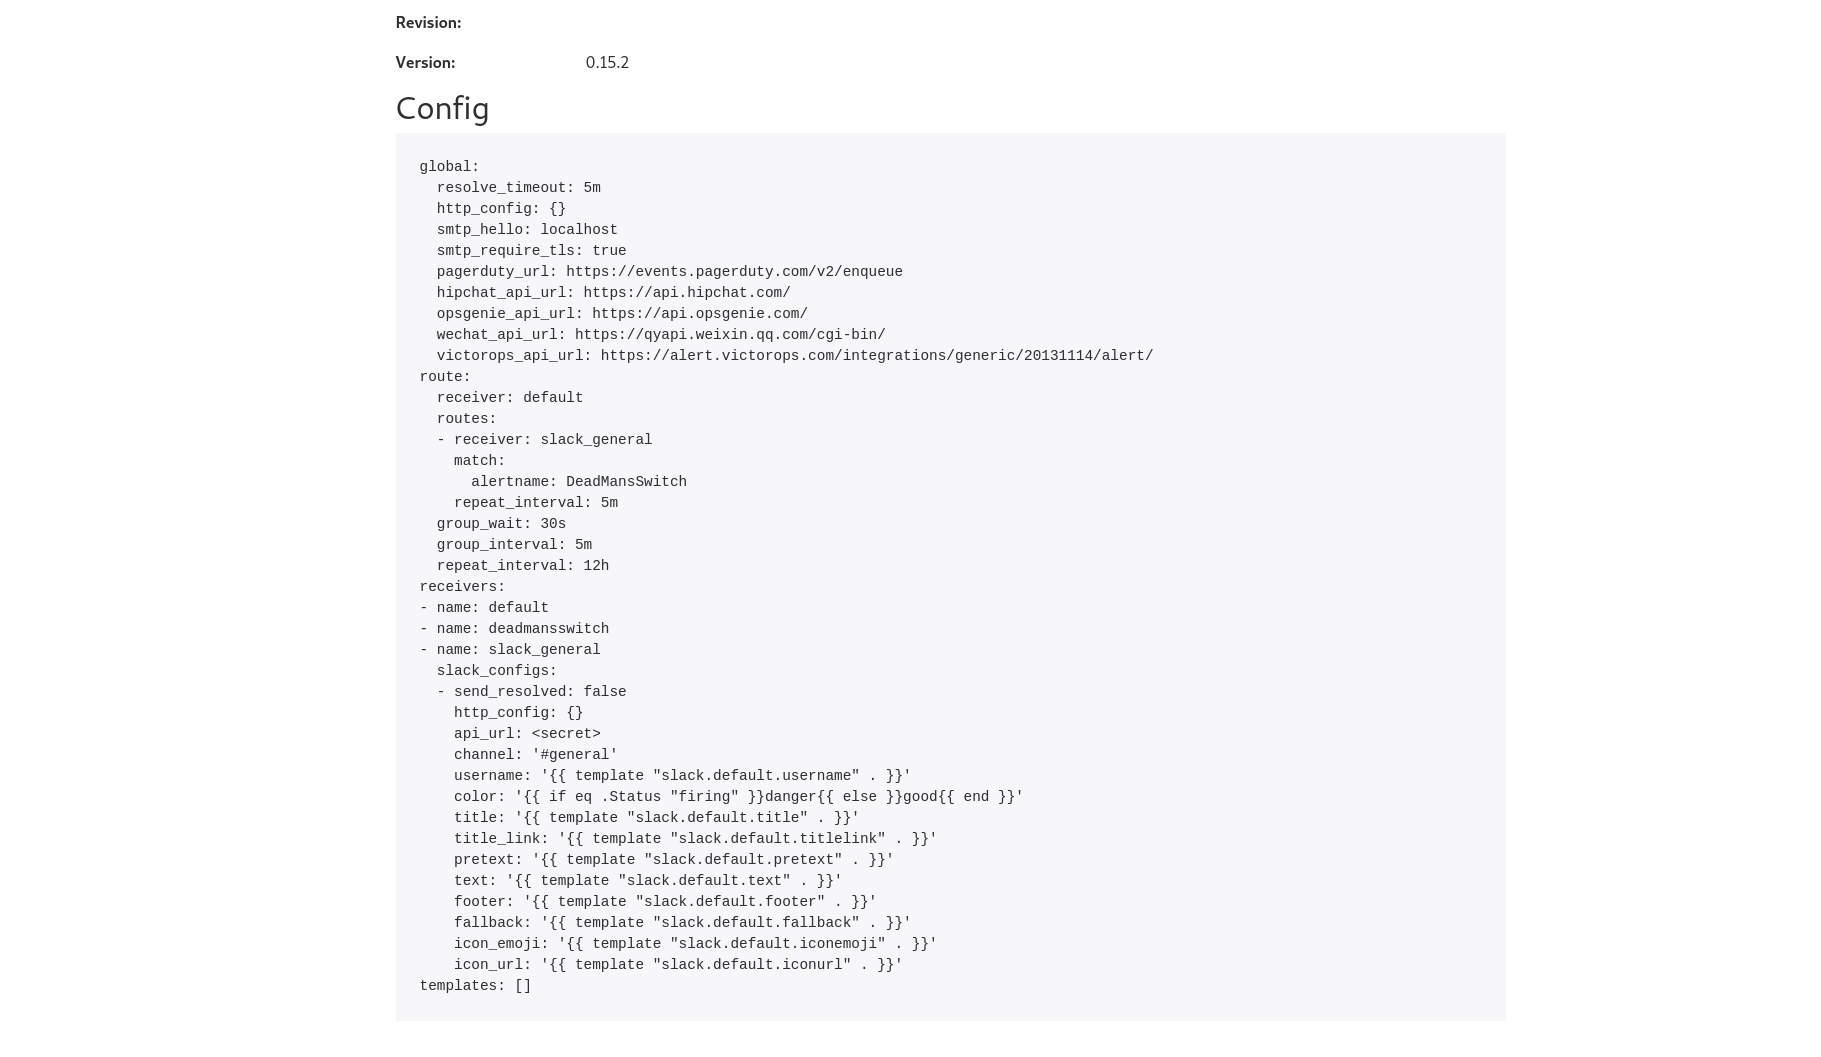 Revision:
Version: 0.15.2
Config
global:
  resolve_timeout: 5m
  http_config: {}
  smtp_hello: localhost
  smtp_require_tls: true
  pagerduty_url: https://events.pagerduty.com/v2/enqueue
  hipchat_api_url: https://api.hipchat.com/
  opsgenie_api_url: https://api.opsgenie.com/
  wechat_api_url: https://qyapi.weixin.qq.com/cgi-bin/
  victorops_api_url: https://alert.victorops.com/integrations/generic/20131114/alert/
route:
  receiver: default
  routes:
  - receiver: slack_general
    match:
      alertname: DeadMansSwitch
    repeat_interval: 5m
  group_wait: 30s
  group_interval: 5m
  repeat_interval: 12h
receivers:
- name: default
- name: deadmansswitch
- name: slack_general
  slack_configs:
  - send_resolved: false
    http_config: {}
    api_url: <secret>
    channel: '#general'
    username: '{{ template "slack.default.username" . }}'
    color: '{{ if eq .Status "firing" }}danger{{ else }}good{{ end }}'
    title: '{{ template "slack.default.title" . }}'
    title_link: '{{ template "slack.default.titlelink" . }}'
    pretext: '{{ template "slack.default.pretext" . }}'
    text: '{{ template "slack.default.text" . }}'
    footer: '{{ template "slack.default.footer" . }}'
    fallback: '{{ template "slack.default.fallback" . }}'
    icon_emoji: '{{ template "slack.default.iconemoji" . }}'
    icon_url: '{{ template "slack.default.iconurl" . }}'
templates: []